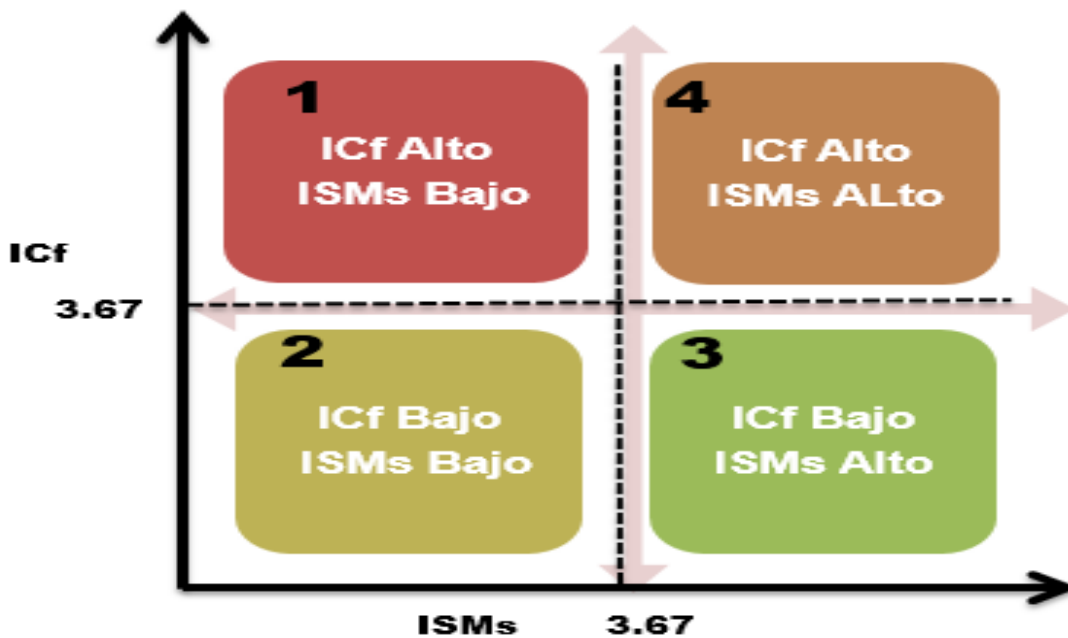 1
ICf Alto
ISMs Bajo
4
ICf Alto
ISMs ALto
ICf
3.67
2
ICf Bajo
ISMs Bajo
3
ICf Bajo
ISMs Alto
ISMs
3.67